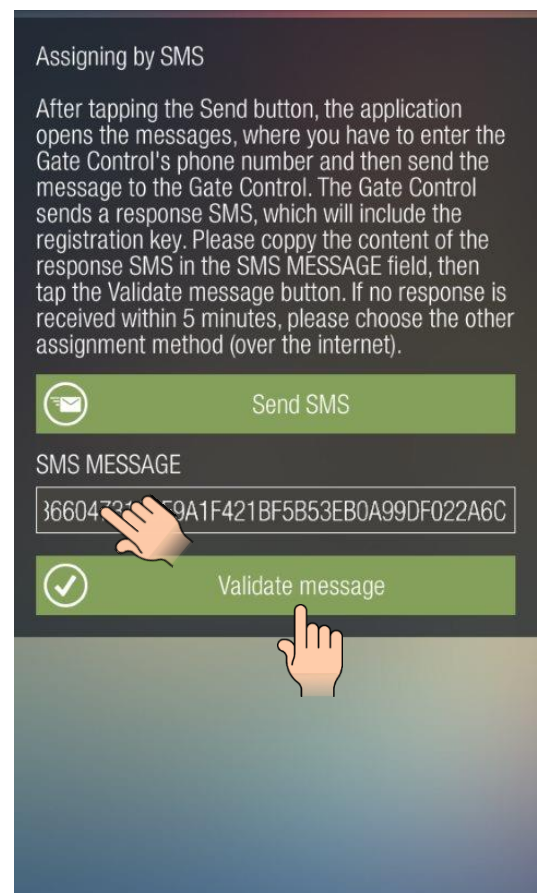 Assigning by SMS
After tapping the Send button, the application
opens the messages, where you have to enter the
Gate Control's phone number and then send the
message to the Gate Control. The Gate Control
sends a response SMS, which will include the
registration key. Please coppy the content of the
response SMS in the SMS MESSAGE field, then
tap the Validate message button. If no response is
received within 5 minutes, please choose the other
assignment method (over the internet).
Send SMS
SMS MESSAGE
Validate message